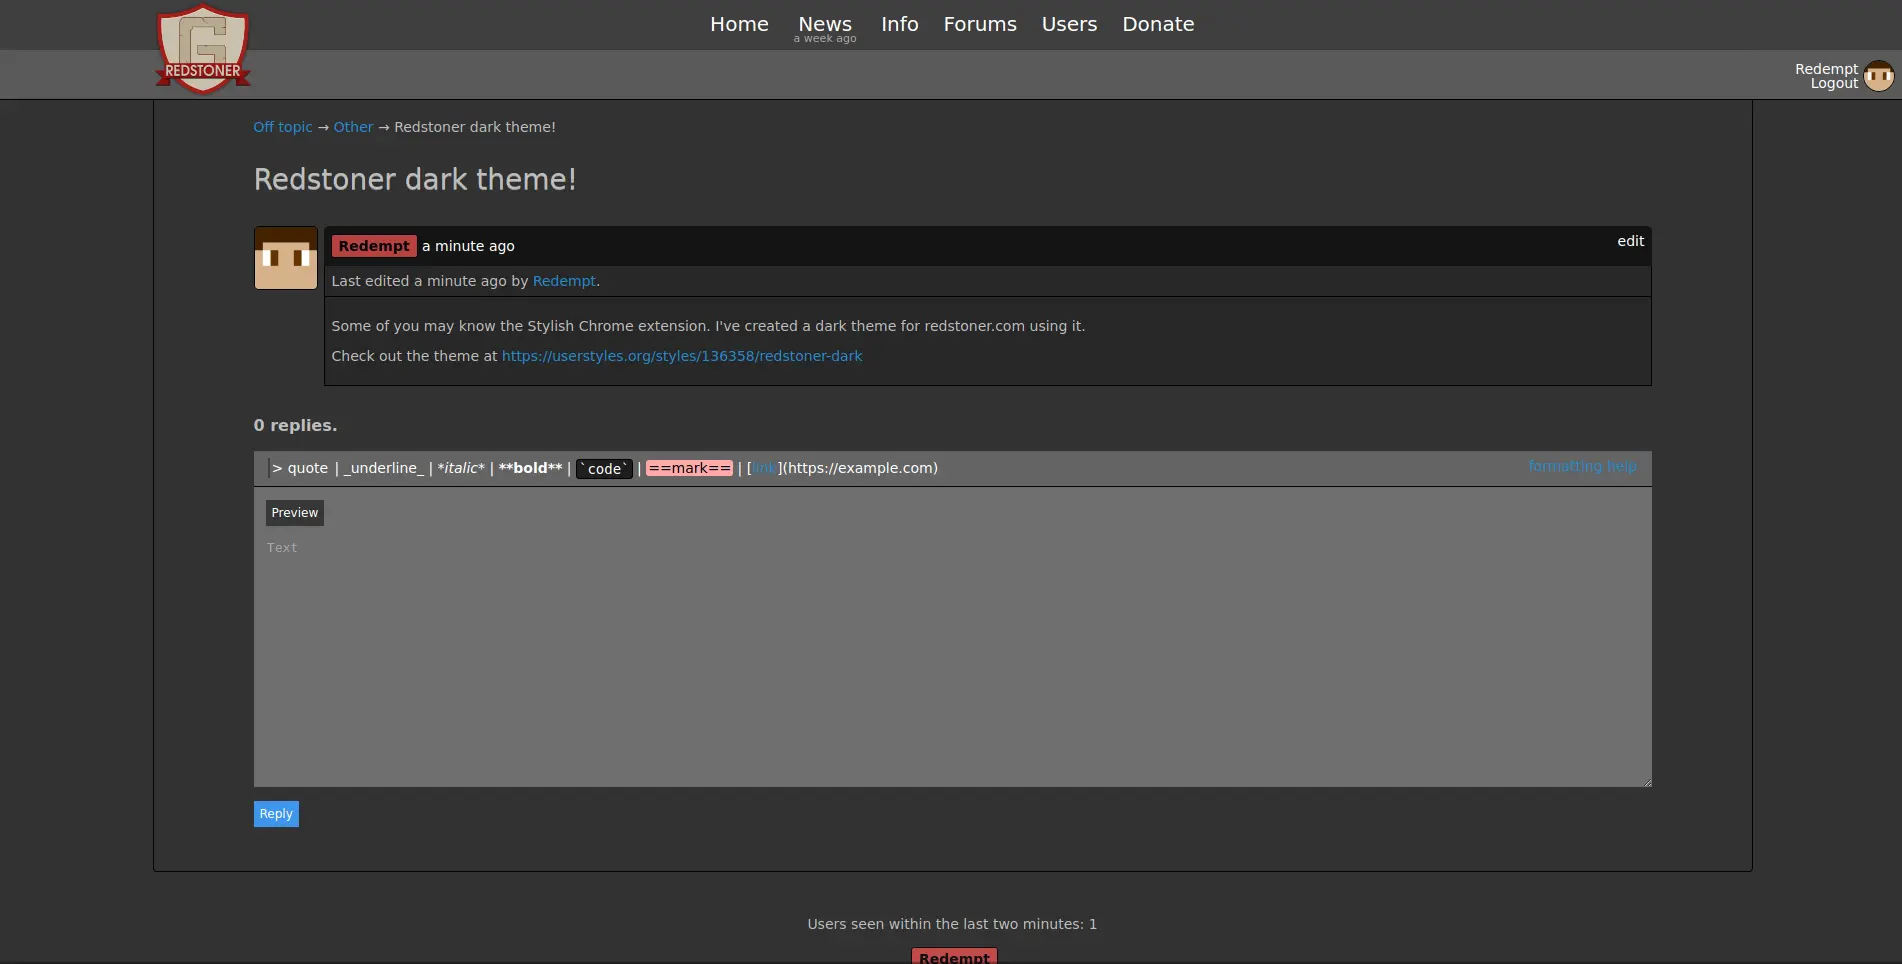 Home News Info Forums Users Donate
a week ago
REDSTONER
Redempt
Logout
Off topic → Other → Redstoner dark theme!
Redstoner dark theme!
Redempt a minute ago edit
Last edited a minute ago by Redempt.
Some of you may know the Stylish Chrome extension. I've created a dark theme for redstoner.com using it.
Check out the theme at https://userstyles.org/styles/136358/redstoner-dark
0 replies.
> quote | _underline_ | *italic* | **bold** | `code` | ==mark== | [link](https://example.com) formatting help
Preview
Text
Reply
Users seen within the last two minutes: 1
Redempt